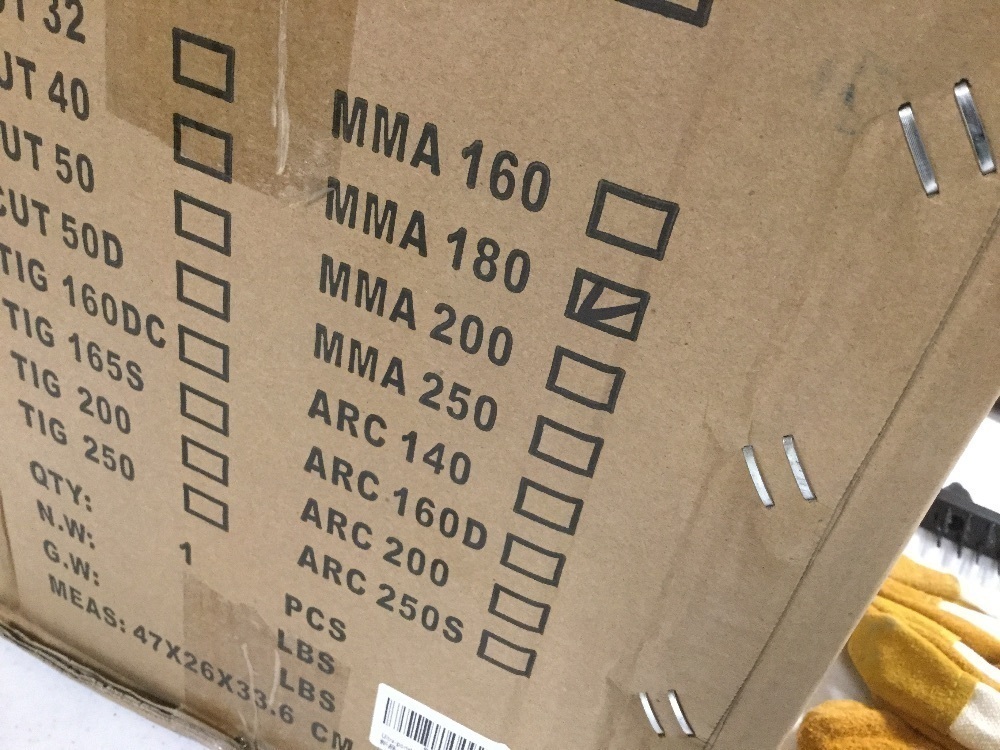 32
UT 40
UT 50
CUT 50D
TIG 160DC
TIG 165S
TIG 200
TIG 250
MMA 160
MMA 180
MMA 200
MMA 250
ARC 140
ARC 160D
ARC 200
ARC 250S
QTY: 1 PCS
N.W: LBS
G.W: LBS
MEAS: 47X26X33.6 CM